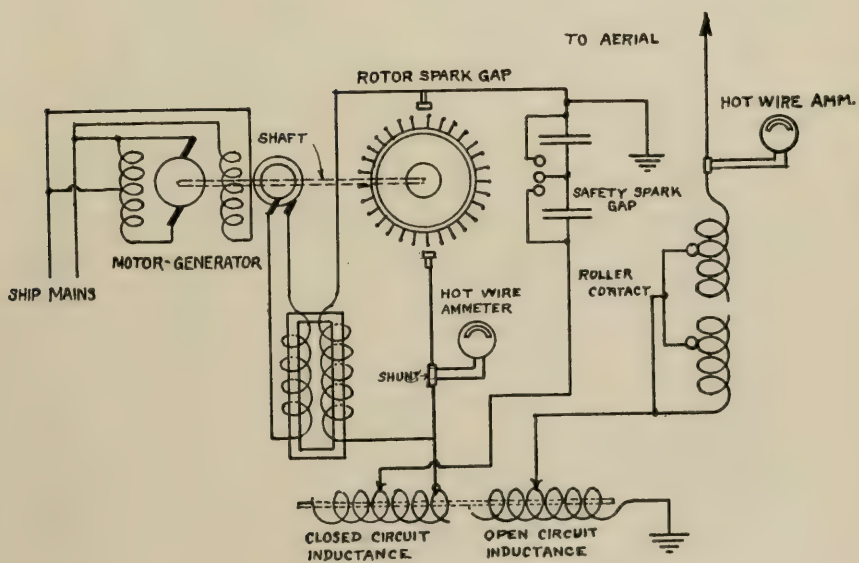 TO AERIAL
ROTOR SPARK GAP
HOT WIRE AMM.
SHAFT
SAFETY SPARK
GAP
MOTOR-GENERATOR
SHIP MAINS
ROLLER
CONTACT
HOT WIRE
AMMETER
SHUNT
CLOSED CIRCUIT
INDUCTANCE
OPEN CIRCUIT
INDUCTANCE